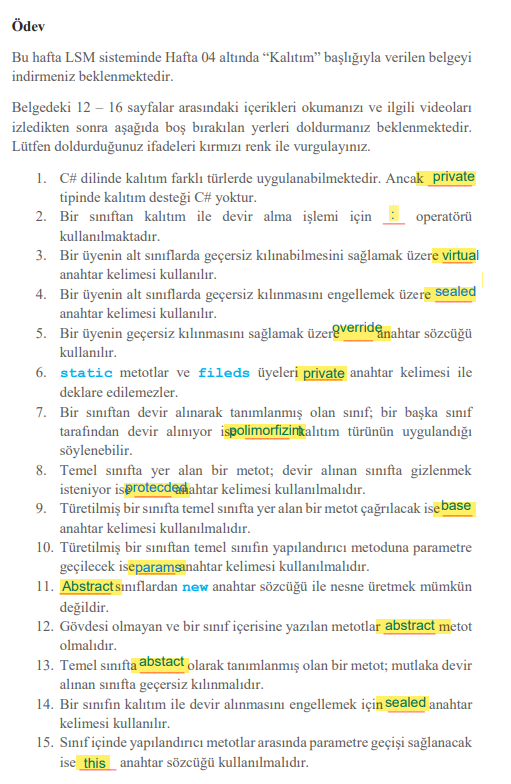 Ödev
Bu hafta LSM sisteminde Hafta 04 altında “Kalıtım” başlığıyla verilen belgeyi
indirmeniz beklenmektedir.
Belgedeki 12 – 16 sayfalar arasındaki içerikleri okumanızı ve ilgili videoları
izledikten sonra aşağıda boş bırakılan yerleri doldurmanız beklenmektedir.
Lütfen doldurduğunuz ifadeleri kırmızı renk ile vurgulayınız.
1. C# dilinde kalıtım farklı türlerde uygulanabilmektedir. Ancak private
tipinde kalıtım desteği C# yoktur.
2. Bir sınıftan kalıtım ile devir alma işlemi için : operatörü
kullanılmaktadır.
3. Bir üyenin alt sınıflarda geçersiz kılınabilmesini sağlamak üzere virtual
anahtar kelimesi kullanılır.
4. Bir üyenin alt sınıflarda geçersiz kılınmasını engellemek üzere sealed
anahtar kelimesi kullanılır.
5. Bir üyenin geçersiz kılınmasını sağlamak üzere override anahtar sözcüğü
kullanılır.
6. static metotlar ve fileds üyeleri private anahtar kelimesi ile
deklare edilemezler.
7. Bir sınıftan devir alınarak tanımlanmış olan sınıf; bir başka sınıf
tarafından devir alınıyor ise polimorfizim kalıtım türünün uygulandığı
söylenebilir.
8. Temel sınıfta yer alan bir metot; devir alınan sınıfta gizlenmek
isteniyor ise protecded anahtar kelimesi kullanılmalıdır.
9. Türetilmiş bir sınıfta temel sınıfta yer alan bir metot çağrılacak ise base
anahtar kelimesi kullanılmalıdır.
10. Türetilmiş bir sınıftan temel sınıfın yapılandırıcı metoduna parametre
geçilecek ise params anahtar kelimesi kullanılmalıdır.
11. Abstract sınıflardan new anahtar sözcüğü ile nesne üretmek mümkün
değildir.
12. Gövdesi olmayan ve bir sınıf içerisine yazılan metotlar abstract metot
olmalıdır.
13. Temel sınıfta abstact olarak tanımlanmış olan bir metot; mutlaka devir
alınan sınıfta geçersiz kılınmalıdır.
14. Bir sınıfın kalıtım ile devir alınmasını engellemek için sealed anahtar
kelimesi kullanılır.
15. Sınıf içinde yapılandırıcı metotlar arasında parametre geçişi sağlanacak
ise this anahtar sözcüğü kullanılmalıdır.